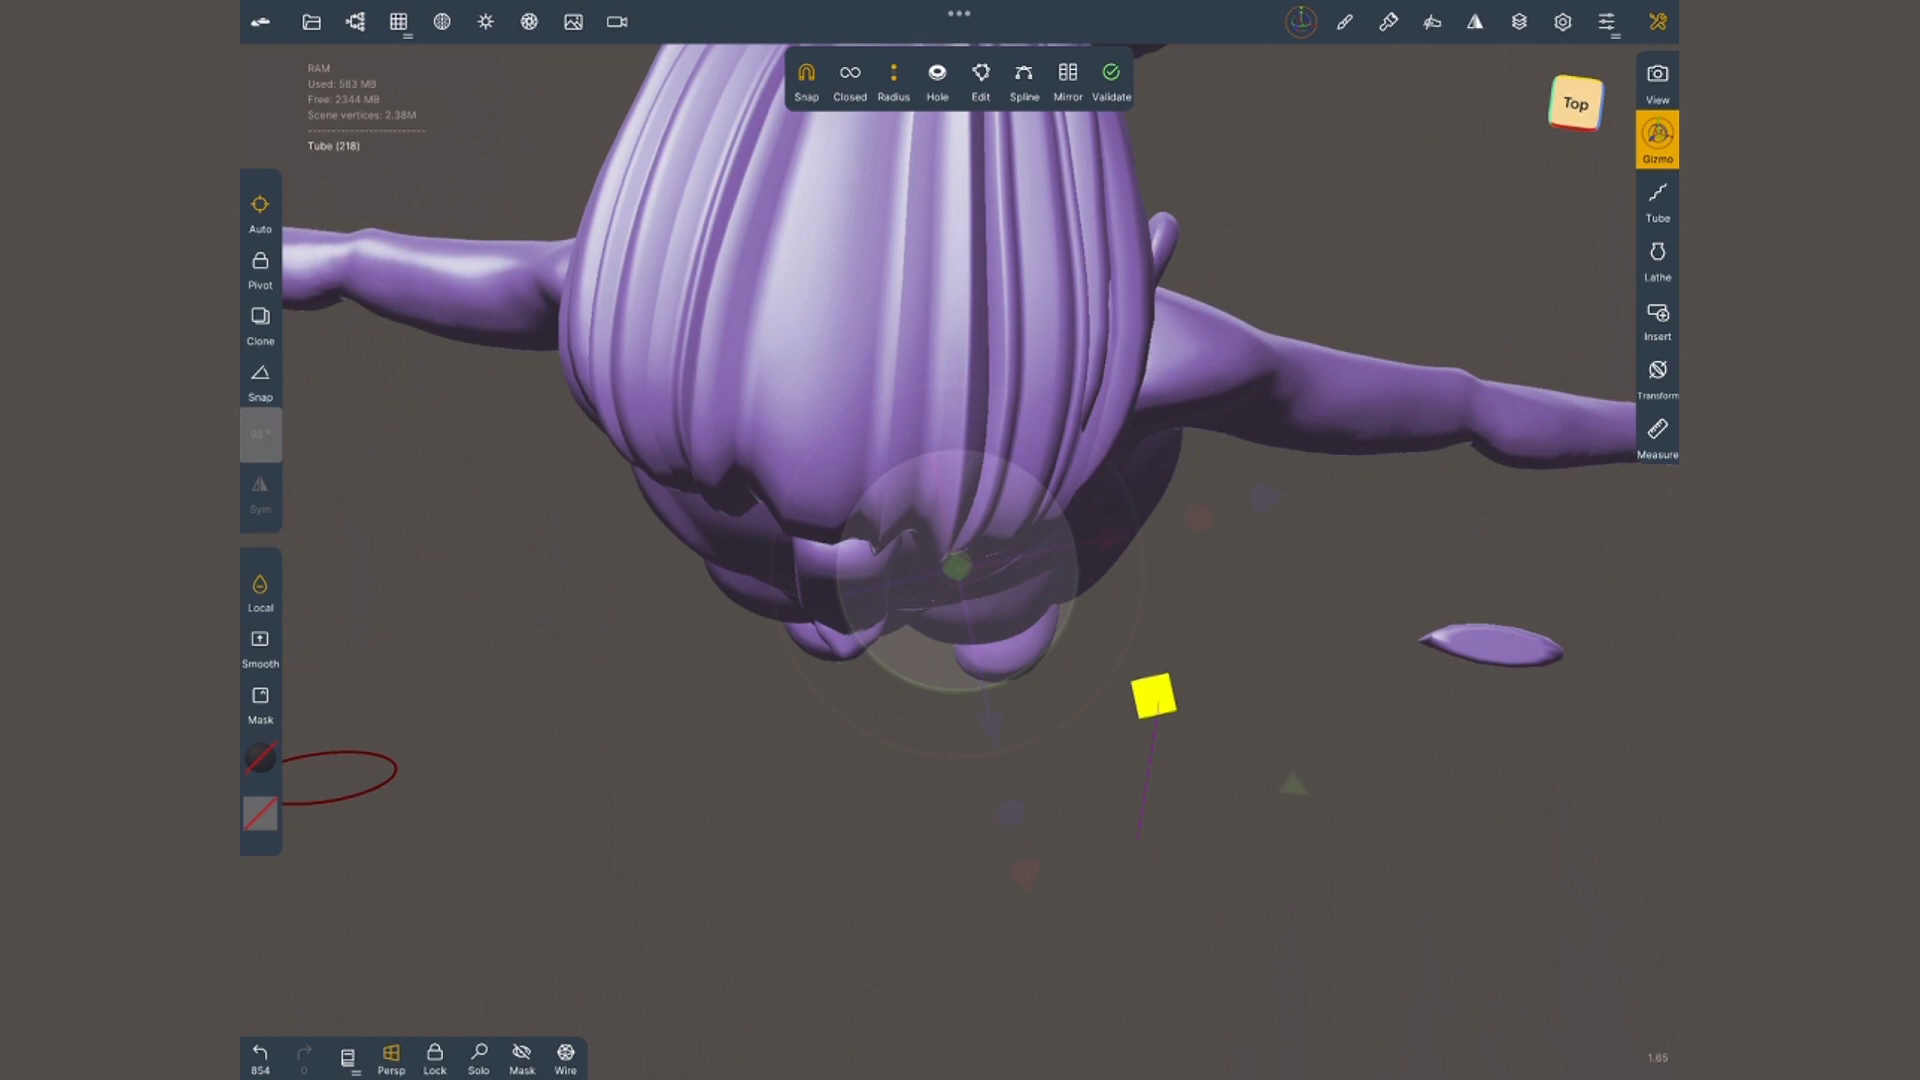 RAM
Used: 583 MB
Free: 2344 MB
Scene vertices: 2.38M
Tube (218)
Snap
Closed
Radius
Hole
Edit
Spline
Mirror
Validate
Top
View
Gizmo
Tube
Lathe
Insert
Transform
Measure
Auto
Pivot
Clone
Snap
90 °
Sym
Local
Smooth
Mask
854
0
Persp
Lock
Solo
Mask
Wire
1.65